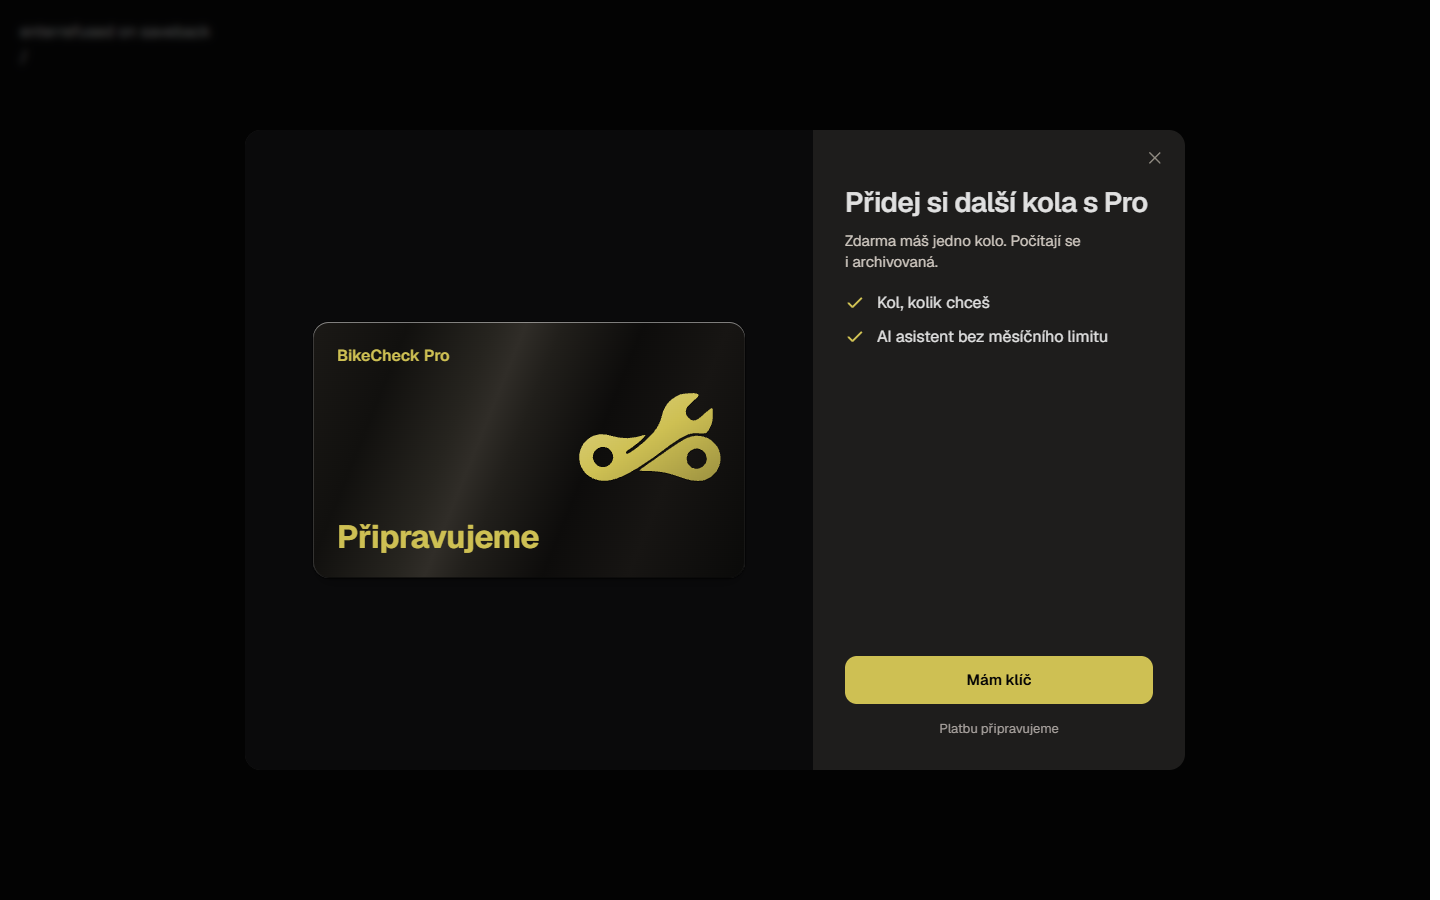 Přidej si další kola s Pro
Zdarma máš jedno kolo. Počítají se
i archivovaná.
Kol, kolik chceš
AI asistent bez měsíčního limitu
BikeCheck Pro
Připravujeme
Mám klíč
Platbu připravujeme